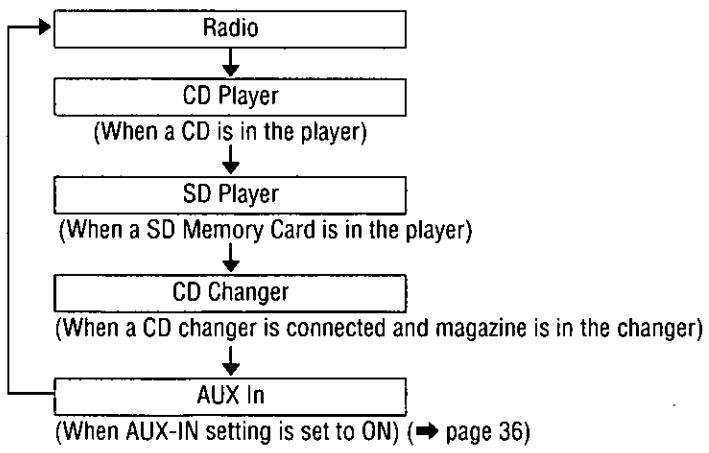 Radio
CD Player
(When a CD is in the player)
SD Player
(When a SD Memory Card is in the player)
CD Changer
(When a CD changer is connected and magazine is in the changer)
AUX In
(When AUX-IN setting is set to ON) (➡ page 36)